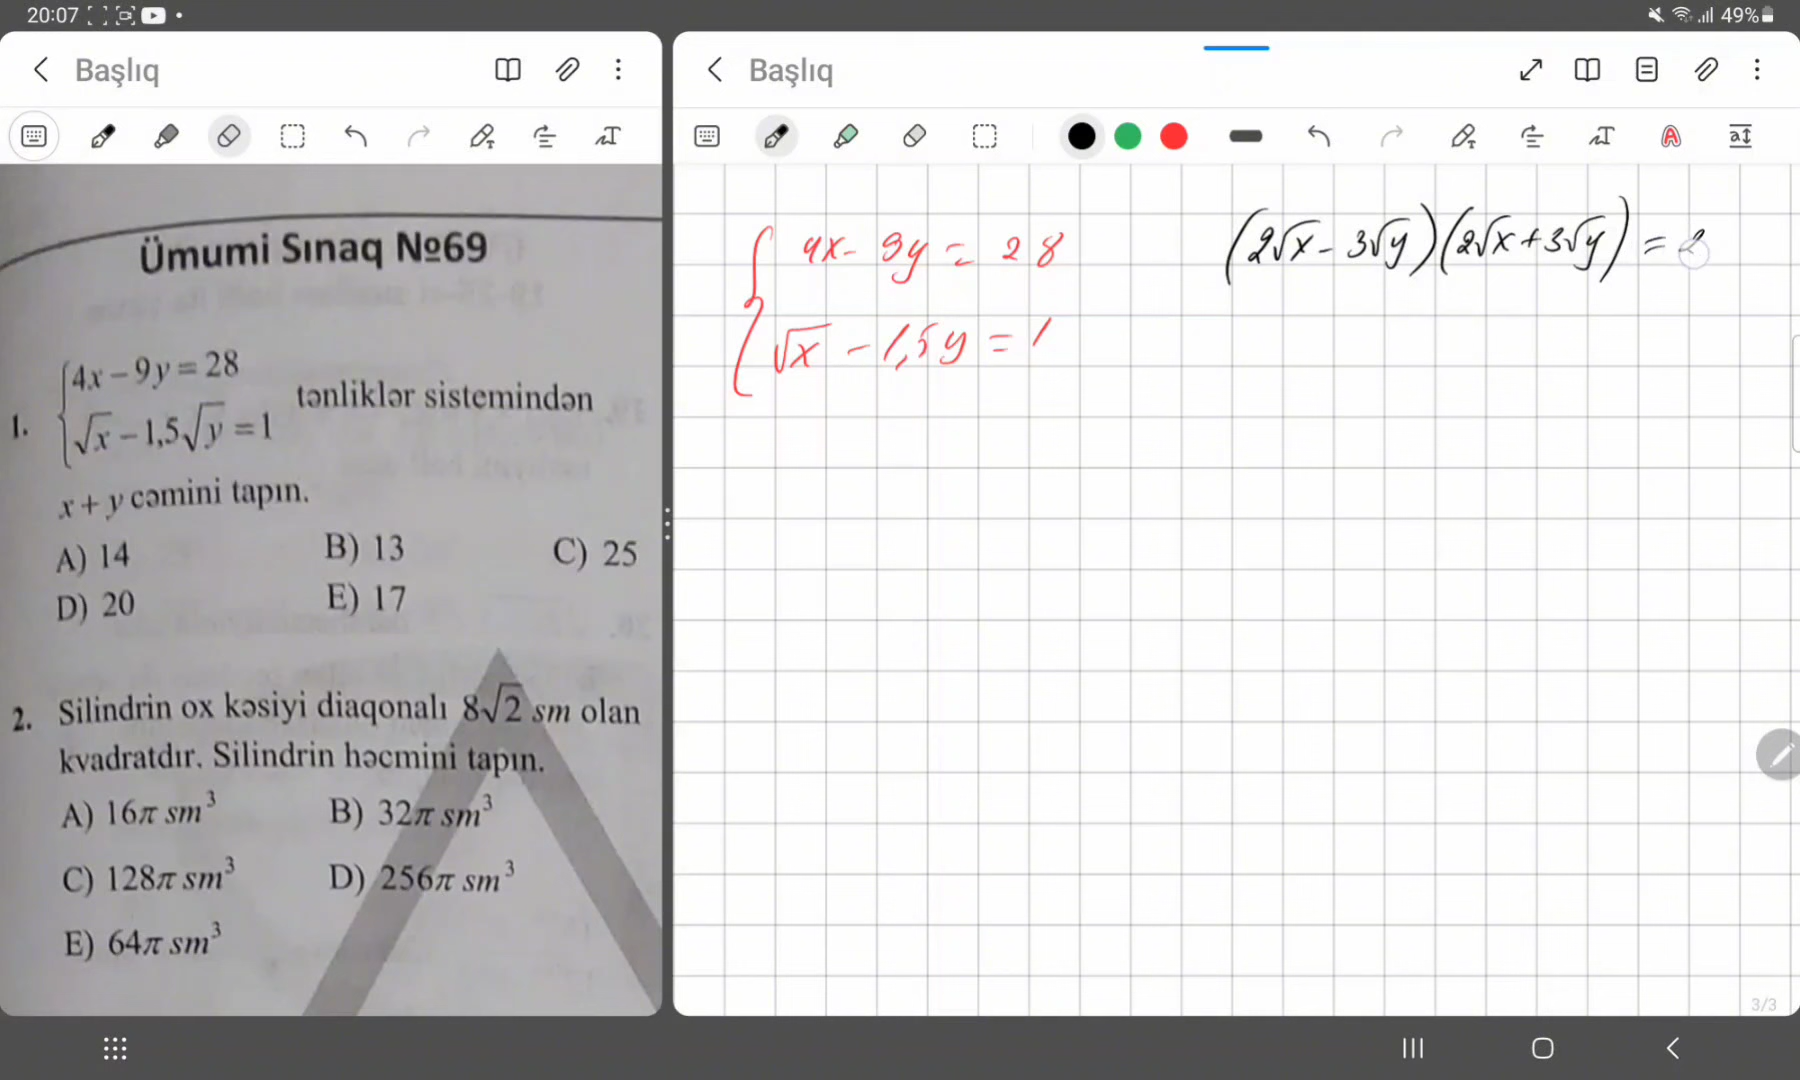 20:07
49%
Başlıq
Ümumi Sınaq №69
1. {4x − 9y = 28
√x − 1,5√y = 1 tənliklər sistemindən
x + y cəmini tapın.
A) 14 B) 13 C) 25
D) 20 E) 17
2. Silindrin ox kəsiyi diaqonalı 8√2 sm olan
kvadratdır. Silindrin həcmini tapın.
A) 16π sm³ B) 32π sm³
C) 128π sm³ D) 256π sm³
E) 64π sm³
Başlıq
{4x − 9y = 28
√x − 1,5y = 1
(2√x − 3√y)(2√x + 3√y) = 2
3/3